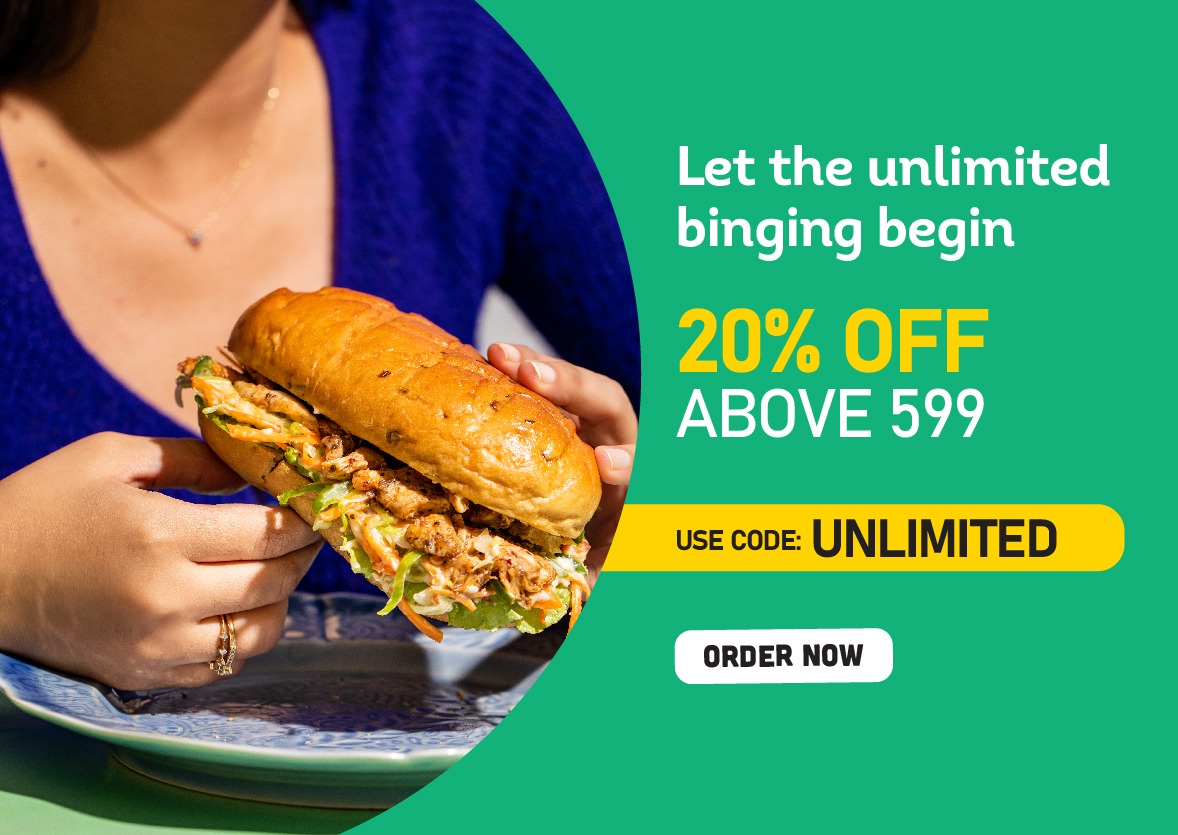 Let the unlimited
binging begin
20% OFF
ABOVE 599
USE CODE: UNLIMITED
ORDER NOW